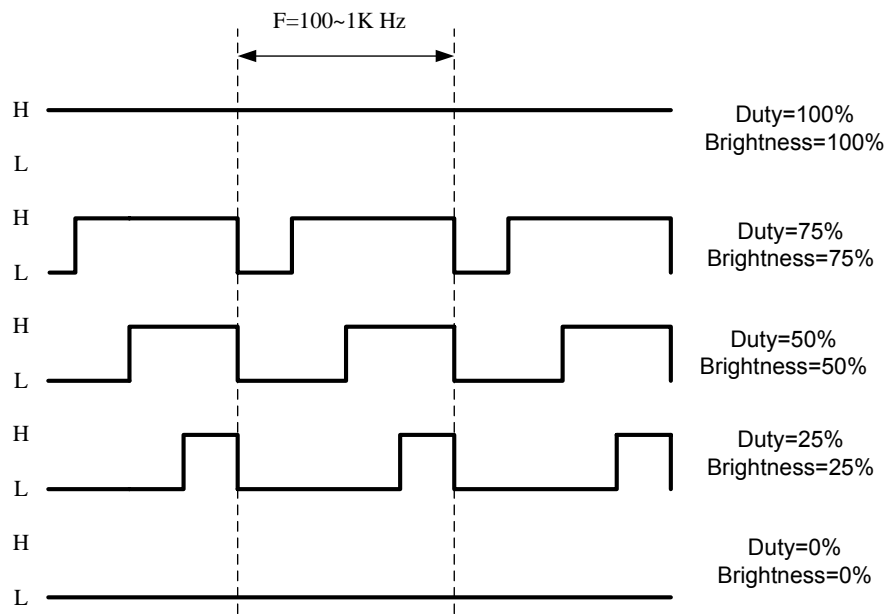 F=100~1K Hz
H
L
Duty=100%
Brightness=100%
H
L
Duty=75%
Brightness=75%
H
L
Duty=50%
Brightness=50%
H
L
Duty=25%
Brightness=25%
H
L
Duty=0%
Brightness=0%